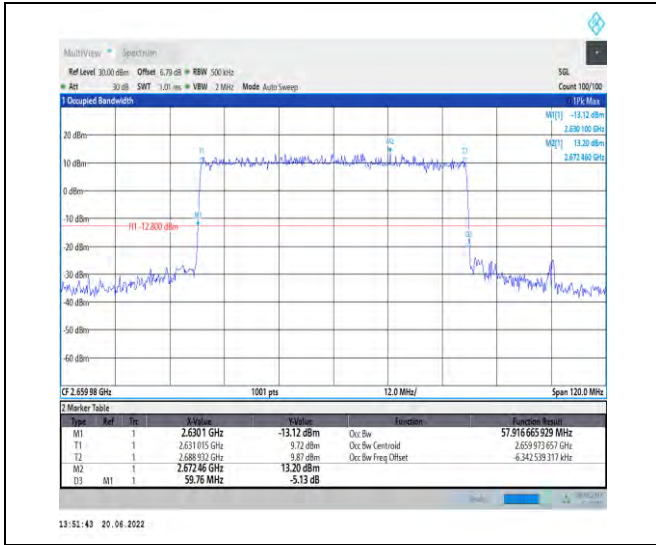 MultiView Spectrum
Ref Level 30.00 dBm Offset 6.79 dB RBW 500 kHz SGL
Att 30 dB SWT 1.01 ms VBW 2 MHz Mode Auto Sweep Count 100/100
1 Occupied Bandwidth 1Pk Max
M1[1] -13.12 dBm
2.630 100 GHz
M2[1] 13.20 dBm
2.672 460 GHz
20 dBm
10 dBm
0 dBm
-10 dBm
H1 -12.800 dBm
-30 dBm
-40 dBm
-50 dBm
-60 dBm
T1 M2 T2
M1
D3
CF 2.659 98 GHz 1001 pts 12.0 MHz/ Span 120.0 MHz
2 Marker Table
Type Ref Trc X-Value Y-Value Function Function Result
M1 1 2.6301 GHz -13.12 dBm Occ Bw 57.916 665 929 MHz
T1 1 2.631 015 GHz 9.72 dBm Occ Bw Centroid 2.659 973 657 GHz
T2 1 2.688 932 GHz 9.87 dBm Occ Bw Freq Offset -6.342 539 317 kHz
M2 1 2.672 46 GHz 13.20 dBm
D3 M1 1 59.76 MHz -5.13 dB
13:51:43 20.06.2022